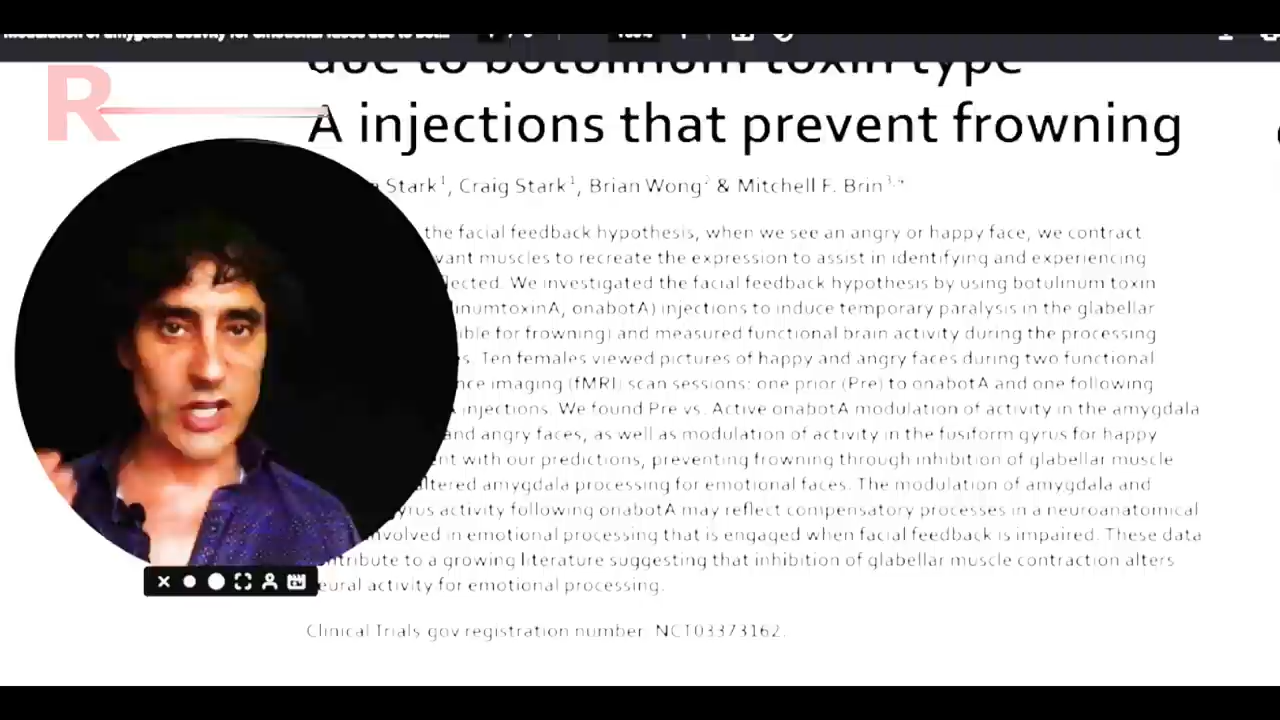 R
due to botulinum toxin type
A injections that prevent frowning
Stark¹, Craig Stark¹, Brian Wong² & Mitchell F. Brin³,*
the facial feedback hypothesis, when we see an angry or happy face, we contract
vant muscles to recreate the expression to assist in identifying and experiencing
lected. We investigated the facial feedback hypothesis by using botulinum toxin
inumtoxinA, onabotA) injections to induce temporary paralysis in the glabellar
ible for frowning) and measured functional brain activity during the processing
s. Ten females viewed pictures of happy and angry faces during two functional
nce imaging (fMRI) scan sessions: one prior (Pre) to onabotA and one following
injections. We found Pre vs. Active onabotA modulation of activity in the amygdala
and angry faces, as well as modulation of activity in the fusiform gyrus for happy
nt with our predictions, preventing frowning through inhibition of glabellar muscle
ltered amygdala processing for emotional faces. The modulation of amygdala and
yrus activity following onabotA may reflect compensatory processes in a neuroanatomical
nvolved in emotional processing that is engaged when facial feedback is impaired. These data
ntribute to a growing literature suggesting that inhibition of glabellar muscle contraction alters
eural activity for emotional processing.
Clinical Trials gov registration number NCT03373162.